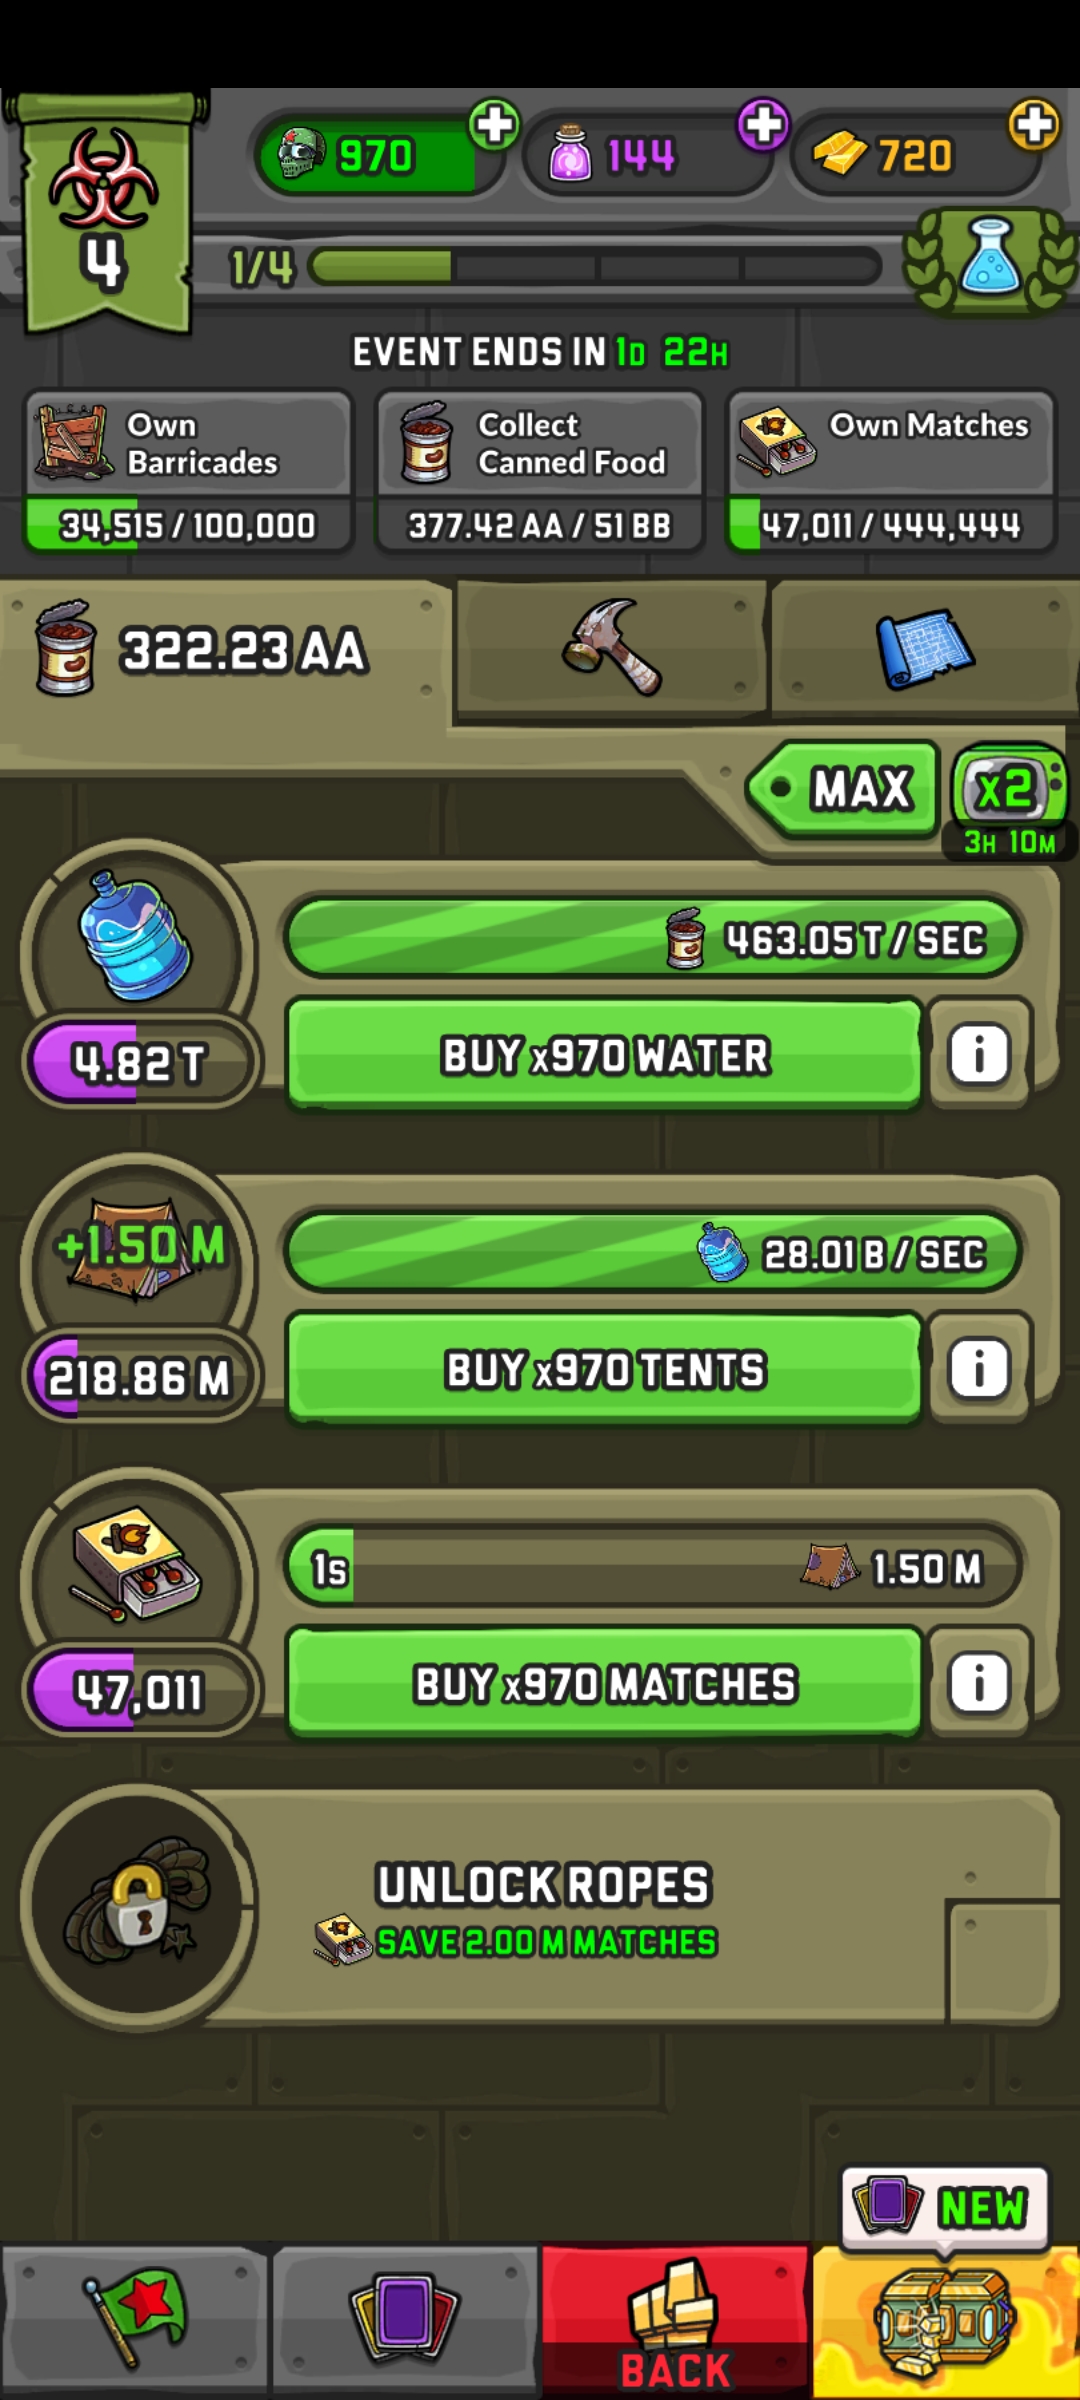 970
144
720
4
1/4
EVENT ENDS IN 1D 22H
Own Barricades
34,515 / 100,000
Collect Canned Food
377.42 AA / 51 BB
Own Matches
47,011 / 444,444
322.23 AA
MAX
x2
3H 10M
463.05 T / SEC
4.82 T
BUY x970 WATER
i
+1.50 M
28.01 B / SEC
218.86 M
BUY x970 TENTS
i
1s
1.50 M
47,011
BUY x970 MATCHES
i
UNLOCK ROPES
SAVE 2.00 M MATCHES
NEW
BACK